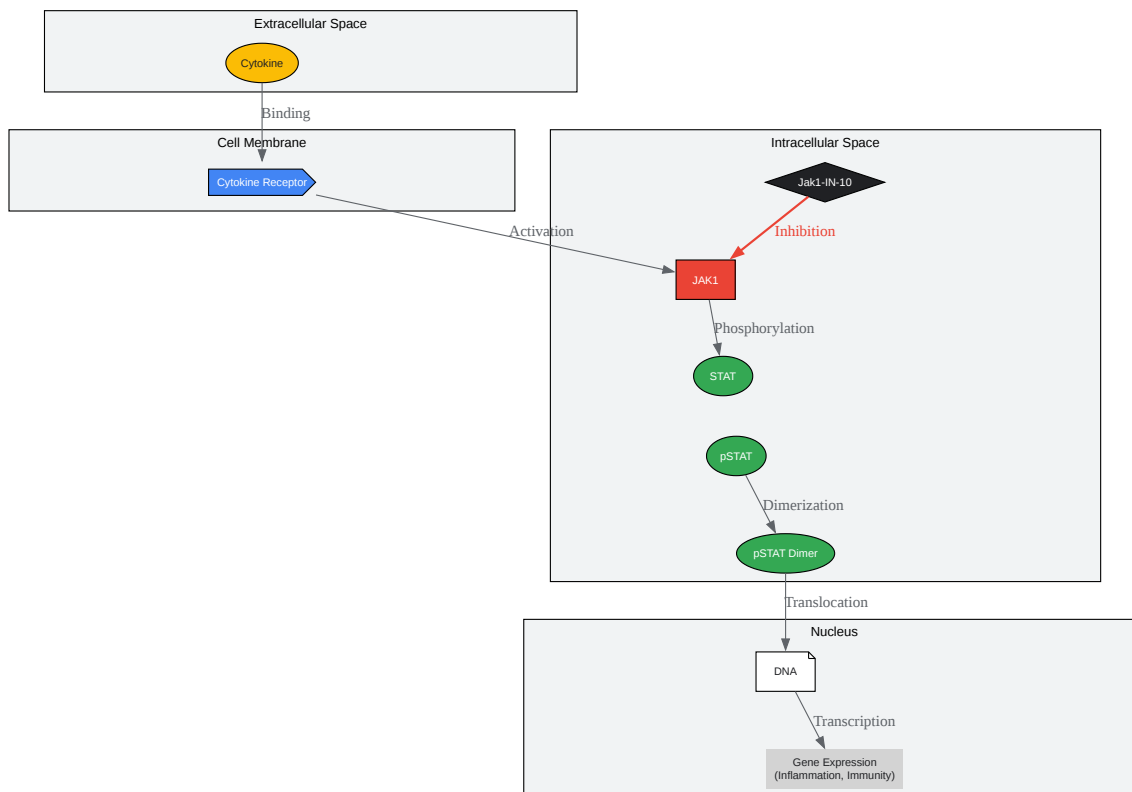 Extracellular Space
Cytokine
Binding
Cell Membrane
Cytokine Receptor
Intracellular Space
Jak1-IN-10
Activation
Inhibition
JAK1
Phosphorylation
STAT
pSTAT
Dimerization
pSTAT Dimer
Translocation
Nucleus
DNA
Transcription
Gene Expression
(Inflammation, Immunity)